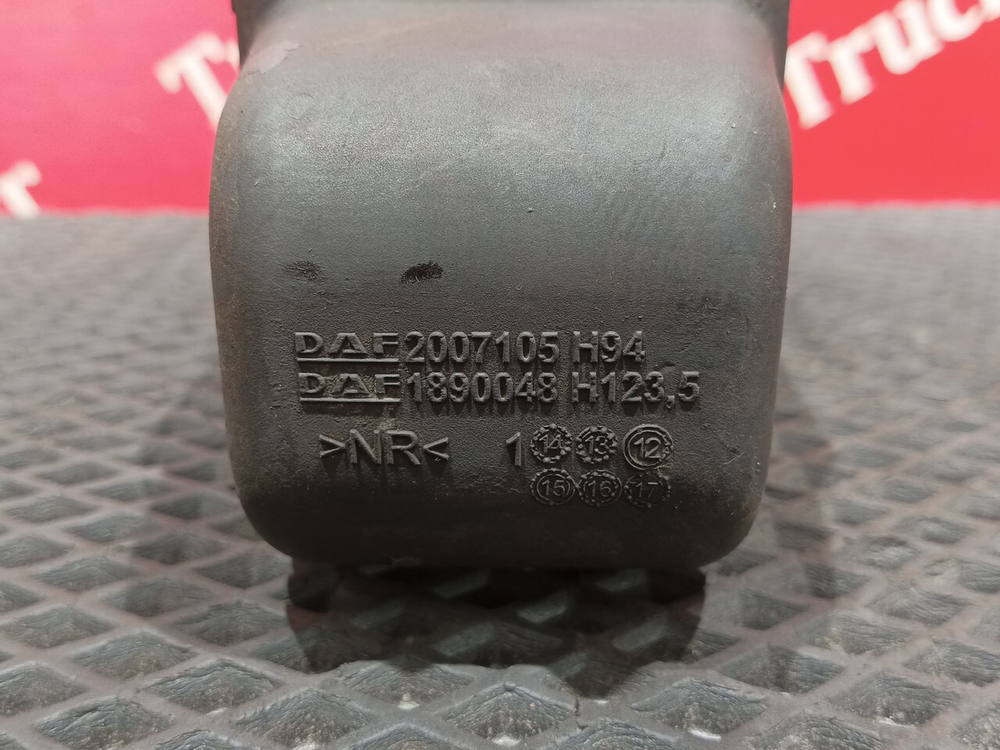 Truck
DAF 2007105 H94
DAF 1890048 H123,5
>NR< 1 14 13 12
15 16 17